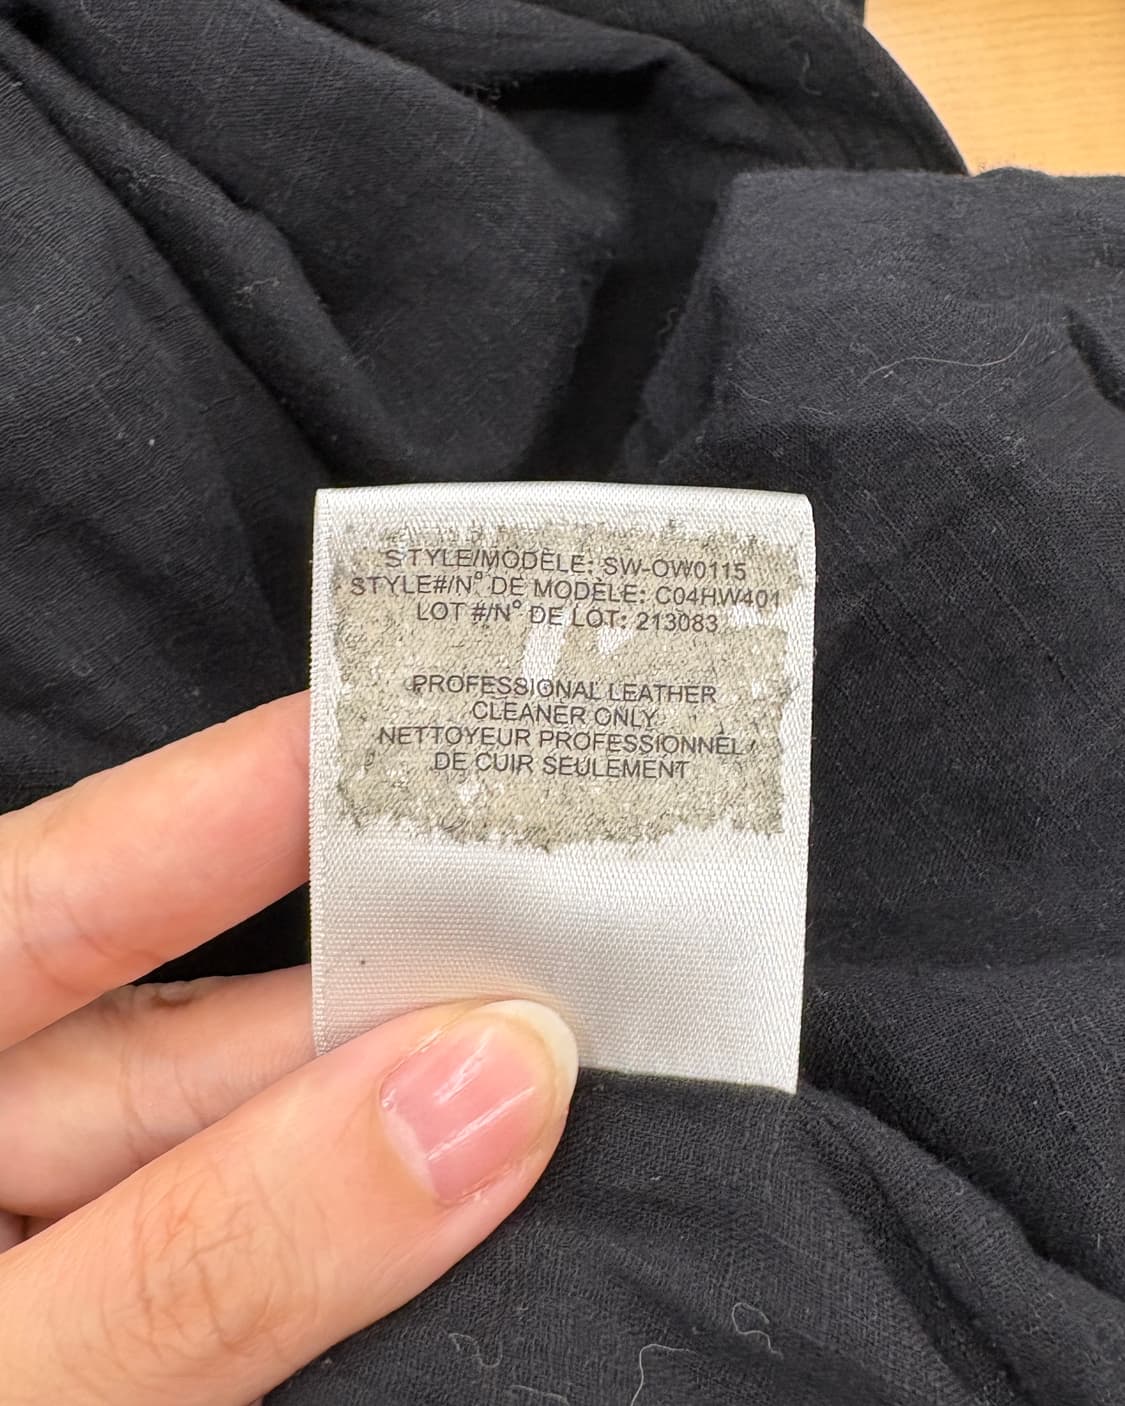 STYLE/MODÈLE: SW-OW0115
STYLE#/N° DE MODÈLE: C04HW401
LOT #/N° DE LOT: 213083
PROFESSIONAL LEATHER
CLEANER ONLY
NETTOYEUR PROFESSIONNEL
DE CUIR SEULEMENT